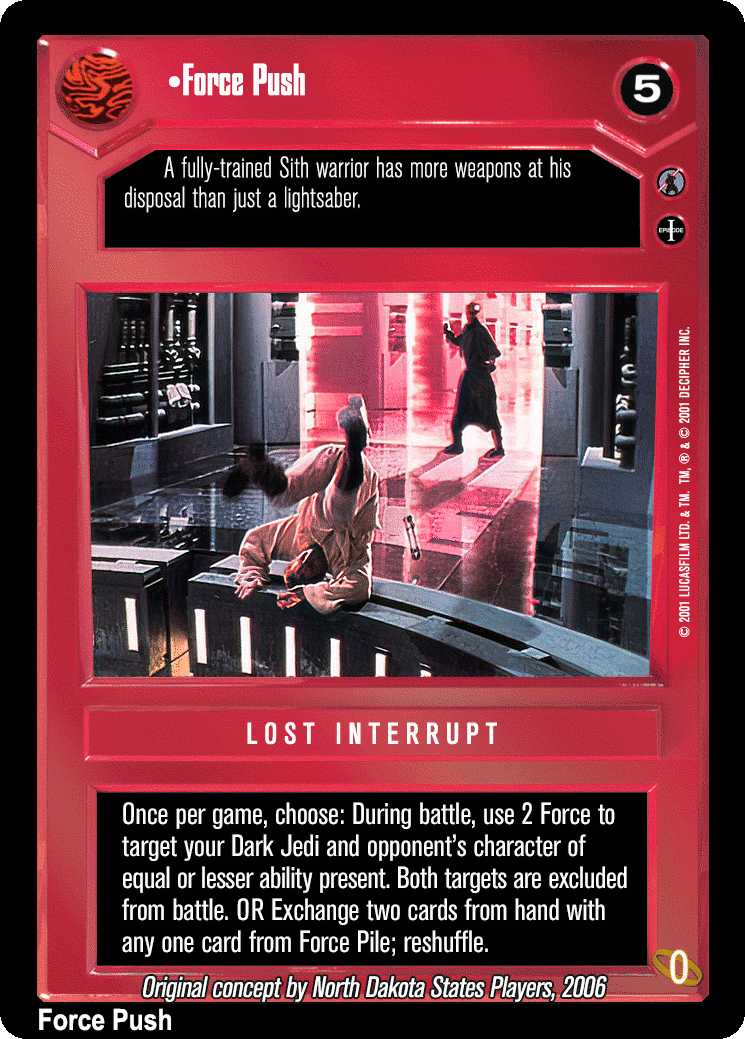 •Force Push
5
A fully-trained Sith warrior has more weapons at his
disposal than just a lightsaber.
EPISODE
I
© 2001 LUCASFILM LTD. & TM. TM, ® & © 2001 DECIPHER INC.
LOST INTERRUPT
Once per game, choose: During battle, use 2 Force to
target your Dark Jedi and opponent's character of
equal or lesser ability present. Both targets are excluded
from battle. OR Exchange two cards from hand with
any one card from Force Pile; reshuffle.
0
Original concept by North Dakota States Players, 2006
Force Push